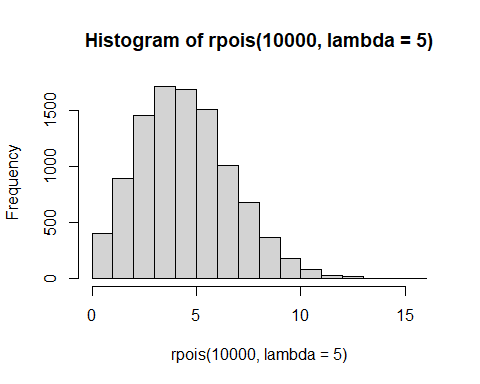 Histogram of rpois(10000, lambda = 5)
Frequency
1500
1000
500
0
0 5 10 15
rpois(10000, lambda = 5)